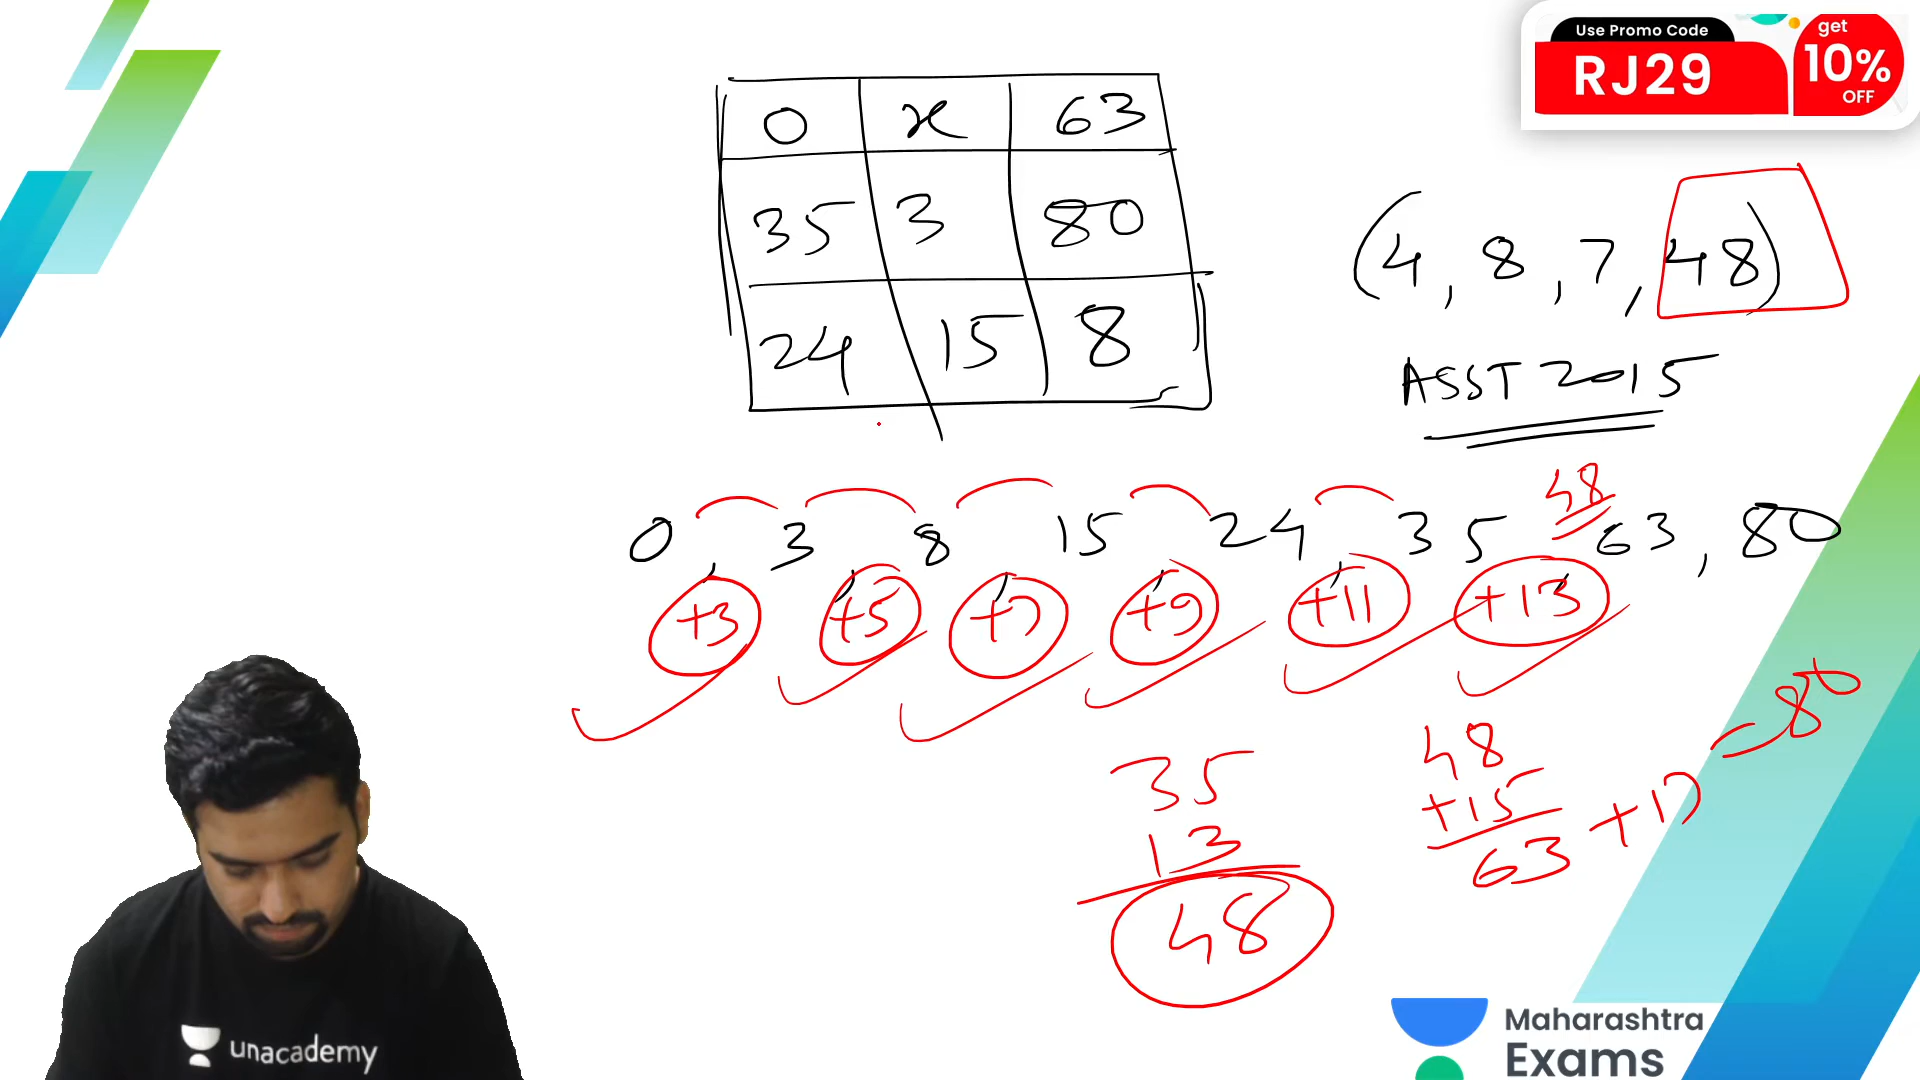 Use Promo Code
RJ29
get
10%
OFF
0 x 63
35 3 80
24 15 8
(4, 8, 7, 48)
ASST 2015
48
0, 3, 8, 15, 24, 35, 63, 80
+3 +5 +7 +9 +11 +13
35
13
48
48
+15
63 +17 = 80
unacademy
Maharashtra
Exams